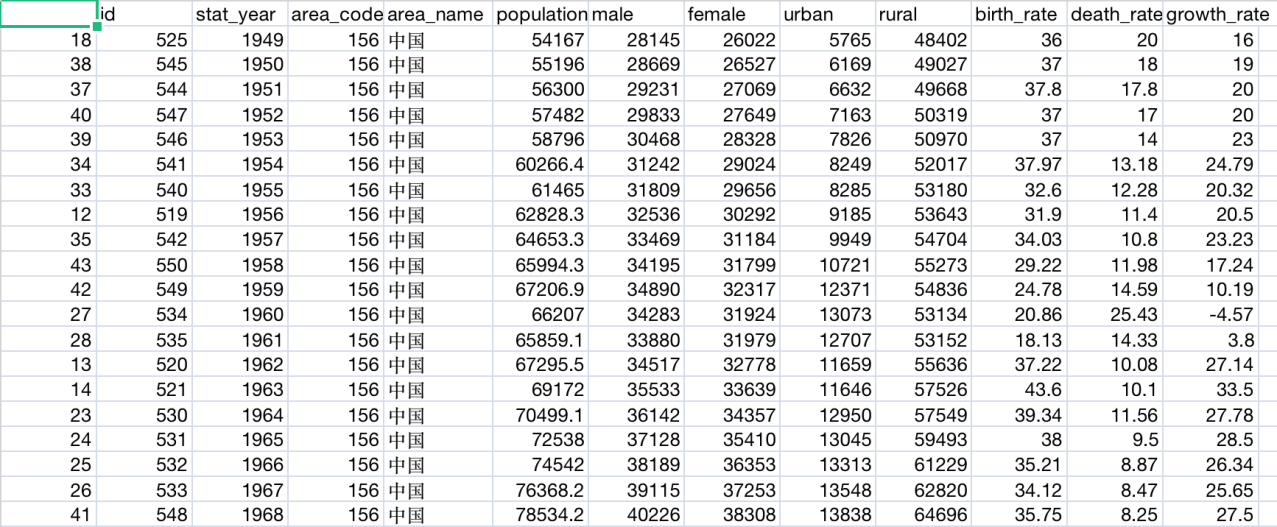 id stat_year area_code area_name population male female urban rural birth_rate death_rate growth_rate
18 525 1949 156 中国 54167 28145 26022 5765 48402 36 20 16
38 545 1950 156 中国 55196 28669 26527 6169 49027 37 18 19
37 544 1951 156 中国 56300 29231 27069 6632 49668 37.8 17.8 20
40 547 1952 156 中国 57482 29833 27649 7163 50319 37 17 20
39 546 1953 156 中国 58796 30468 28328 7826 50970 37 14 23
34 541 1954 156 中国 60266.4 31242 29024 8249 52017 37.97 13.18 24.79
33 540 1955 156 中国 61465 31809 29656 8285 53180 32.6 12.28 20.32
12 519 1956 156 中国 62828.3 32536 30292 9185 53643 31.9 11.4 20.5
35 542 1957 156 中国 64653.3 33469 31184 9949 54704 34.03 10.8 23.23
43 550 1958 156 中国 65994.3 34195 31799 10721 55273 29.22 11.98 17.24
42 549 1959 156 中国 67206.9 34890 32317 12371 54836 24.78 14.59 10.19
27 534 1960 156 中国 66207 34283 31924 13073 53134 20.86 25.43 -4.57
28 535 1961 156 中国 65859.1 33880 31979 12707 53152 18.13 14.33 3.8
13 520 1962 156 中国 67295.5 34517 32778 11659 55636 37.22 10.08 27.14
14 521 1963 156 中国 69172 35533 33639 11646 57526 43.6 10.1 33.5
23 530 1964 156 中国 70499.1 36142 34357 12950 57549 39.34 11.56 27.78
24 531 1965 156 中国 72538 37128 35410 13045 59493 38 9.5 28.5
25 532 1966 156 中国 74542 38189 36353 13313 61229 35.21 8.87 26.34
26 533 1967 156 中国 76368.2 39115 37253 13548 62820 34.12 8.47 25.65
41 548 1968 156 中国 78534.2 40226 38308 13838 64696 35.75 8.25 27.5